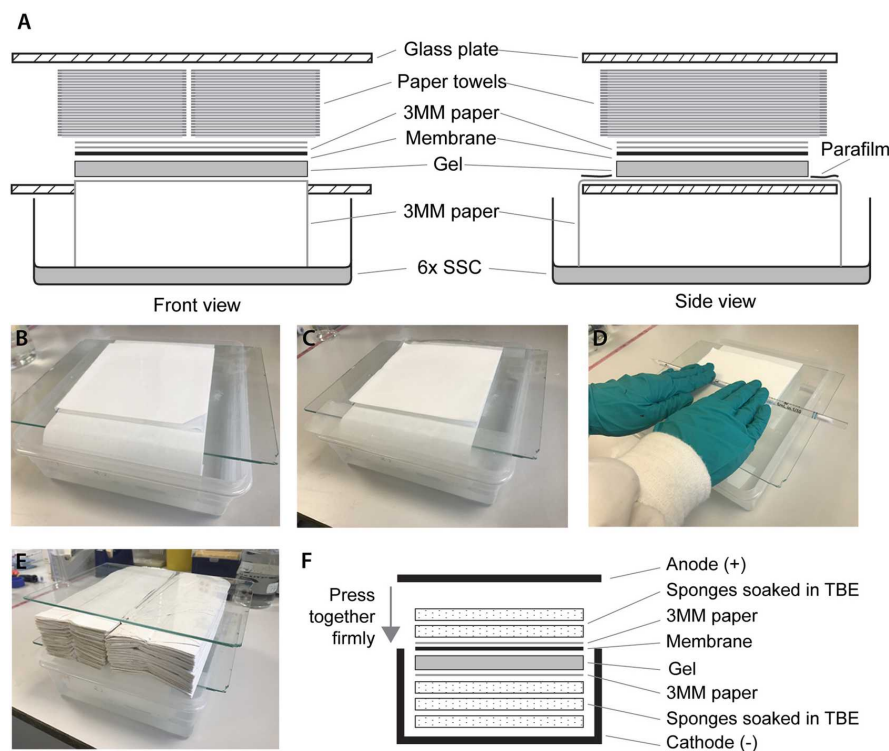 A
Glass plate
Paper towels
3MM paper
Membrane
Gel
Parafilm
3MM paper
6x SSC
Front view
Side view
B
C
D
E
F
Press
together
firmly
Anode (+)
Sponges soaked in TBE
3MM paper
Membrane
Gel
3MM paper
Sponges soaked in TBE
Cathode (-)